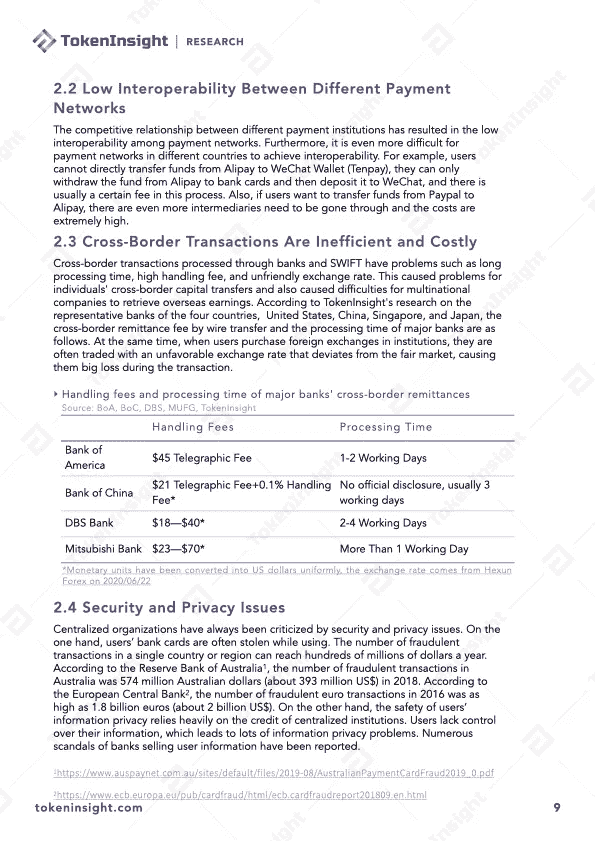 TokenInsight | RESEARCH
2.2 Low Interoperability Between Different Payment
Networks
The competitive relationship between different payment institutions has resulted in the low
interoperability among payment networks. Furthermore, it is even more difficult for
payment networks in different countries to achieve interoperability. For example, users
cannot directly transfer funds from Alipay to WeChat Wallet (Tenpay), they can only
withdraw the fund from Alipay to bank cards and then deposit it to WeChat, and there is
usually a certain fee in this process. Also, if users want to transfer funds from Paypal to
Alipay, there are even more intermediaries need to be gone through and the costs are
extremely high.
2.3 Cross-Border Transactions Are Inefficient and Costly
Cross-border transactions processed through banks and SWIFT have problems such as long
processing time, high handling fee, and unfriendly exchange rate. This caused problems for
individuals' cross-border capital transfers and also caused difficulties for multinational
companies to retrieve overseas earnings. According to TokenInsight's research on the
representative banks of the four countries, United States, China, Singapore, and Japan, the
cross-border remittance fee by wire transfer and the processing time of major banks are as
follows. At the same time, when users purchase foreign exchanges in institutions, they are
often traded with an unfavorable exchange rate that deviates from the fair market, causing
them big loss during the transaction.
Handling fees and processing time of major banks' cross-border remittances
Source: BoA, BoC, DBS, MUFG, TokenInsight
Handling Fees Processing Time
Bank of
America $45 Telegraphic Fee 1-2 Working Days
Bank of China $21 Telegraphic Fee+0.1% Handling
Fee* No official disclosure, usually 3
working days
DBS Bank $18—$40* 2-4 Working Days
Mitsubishi Bank $23—$70* More Than 1 Working Day
*Monetary units have been converted into US dollars uniformly, the exchange rate comes from Hexun
Forex on 2020/06/22
2.4 Security and Privacy Issues
Centralized organizations have always been criticized by security and privacy issues. On the
one hand, users' bank cards are often stolen while using. The number of fraudulent
transactions in a single country or region can reach hundreds of millions of dollars a year.
According to the Reserve Bank of Australia¹, the number of fraudulent transactions in
Australia was 574 million Australian dollars (about 393 million US$) in 2018. According to
the European Central Bank², the number of fraudulent euro transactions in 2016 was as
high as 1.8 billion euros (about 2 billion US$). On the other hand, the safety of users'
information privacy relies heavily on the credit of centralized institutions. Users lack control
over their information, which leads to lots of information privacy problems. Numerous
scandals of banks selling user information have been reported.
¹https://www.auspaynet.com.au/sites/default/files/2019-08/AustralianPaymentCardFraud2019_0.pdf
²https://www.ecb.europa.eu/pub/cardfraud/html/ecb.cardfraudreport201809.en.html
tokeninsight.com 9